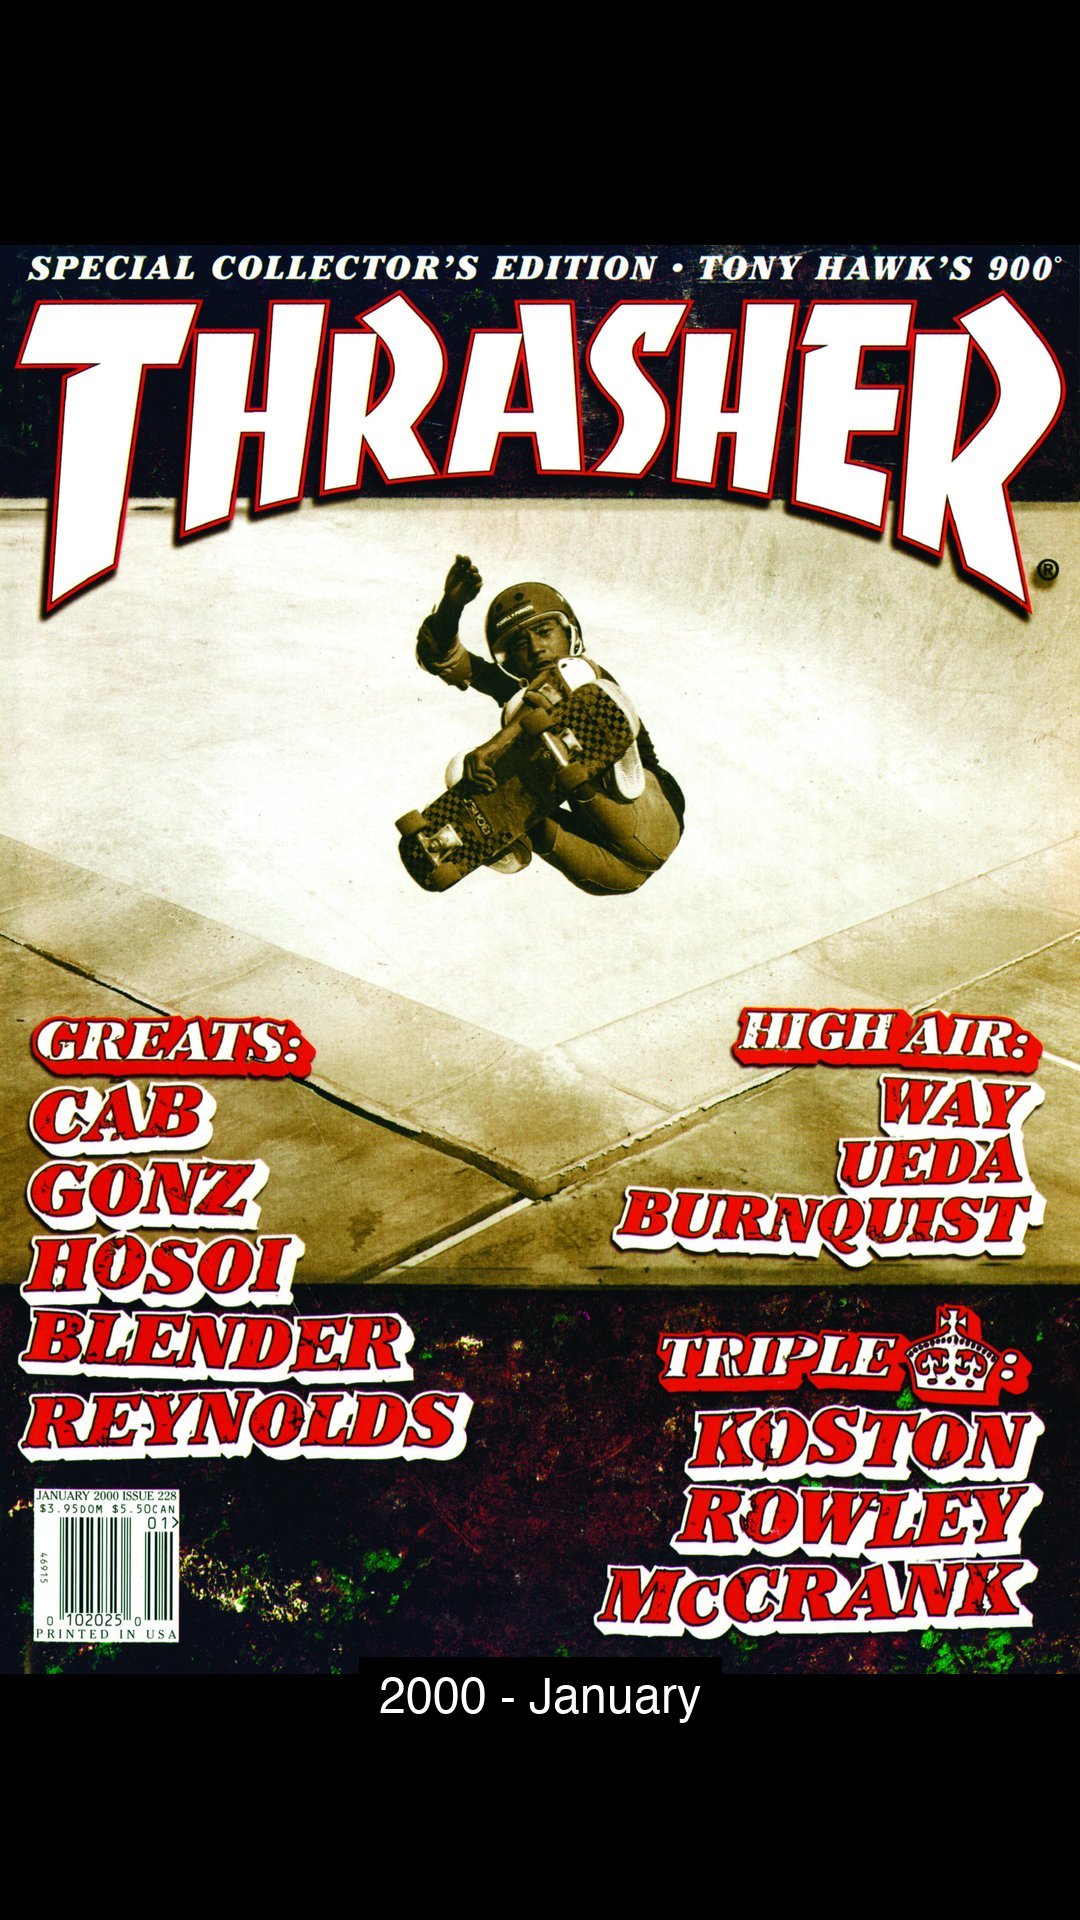 SPECIAL COLLECTOR'S EDITION • TONY HAWK'S 900°
THRASHER
®
GREATS:
CAB
GONZ
HOSOI
BLENDER
REYNOLDS
HIGH AIR:
WAY
UEDA
BURNQUIST
TRIPLE :
KOSTON
ROWLEY
McCRANK
JANUARY 2000 ISSUE 228
$3.95DOM $5.50CAN
01>
46915
0 102025 0
PRINTED IN USA
2000 - January